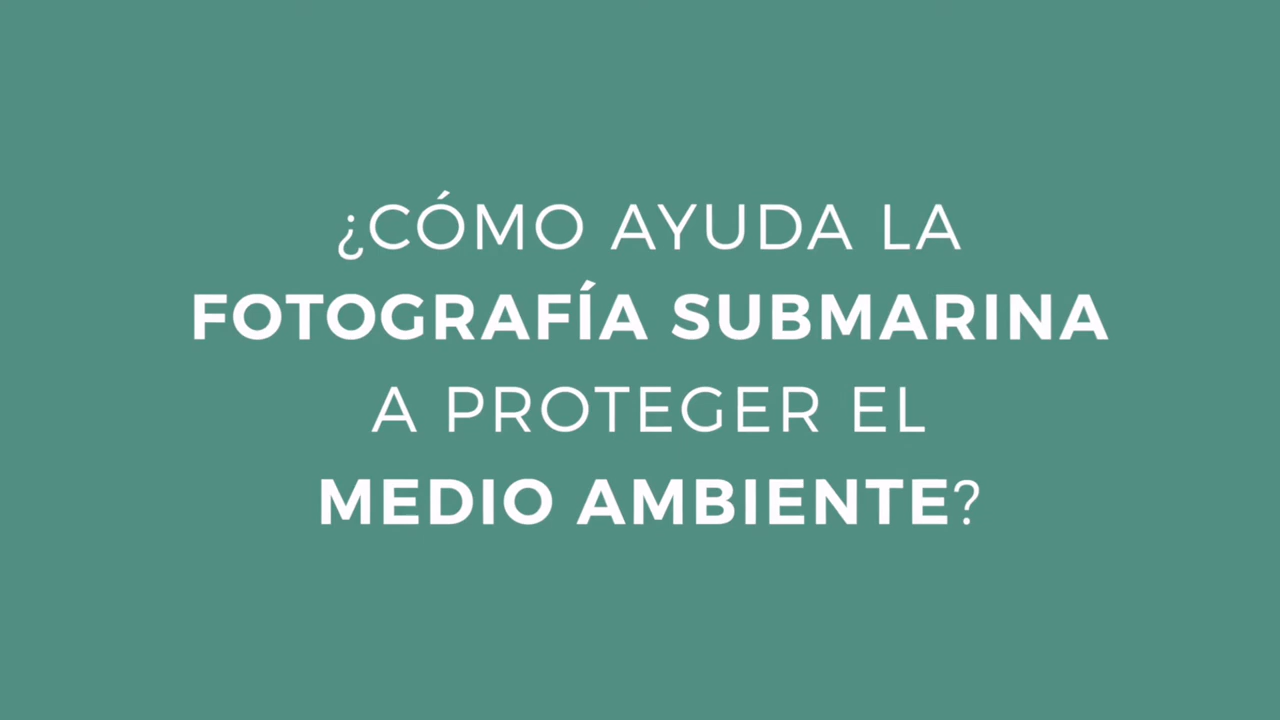 ¿CÓMO AYUDA LA
FOTOGRAFÍA SUBMARINA
A PROTEGER EL
MEDIO AMBIENTE?